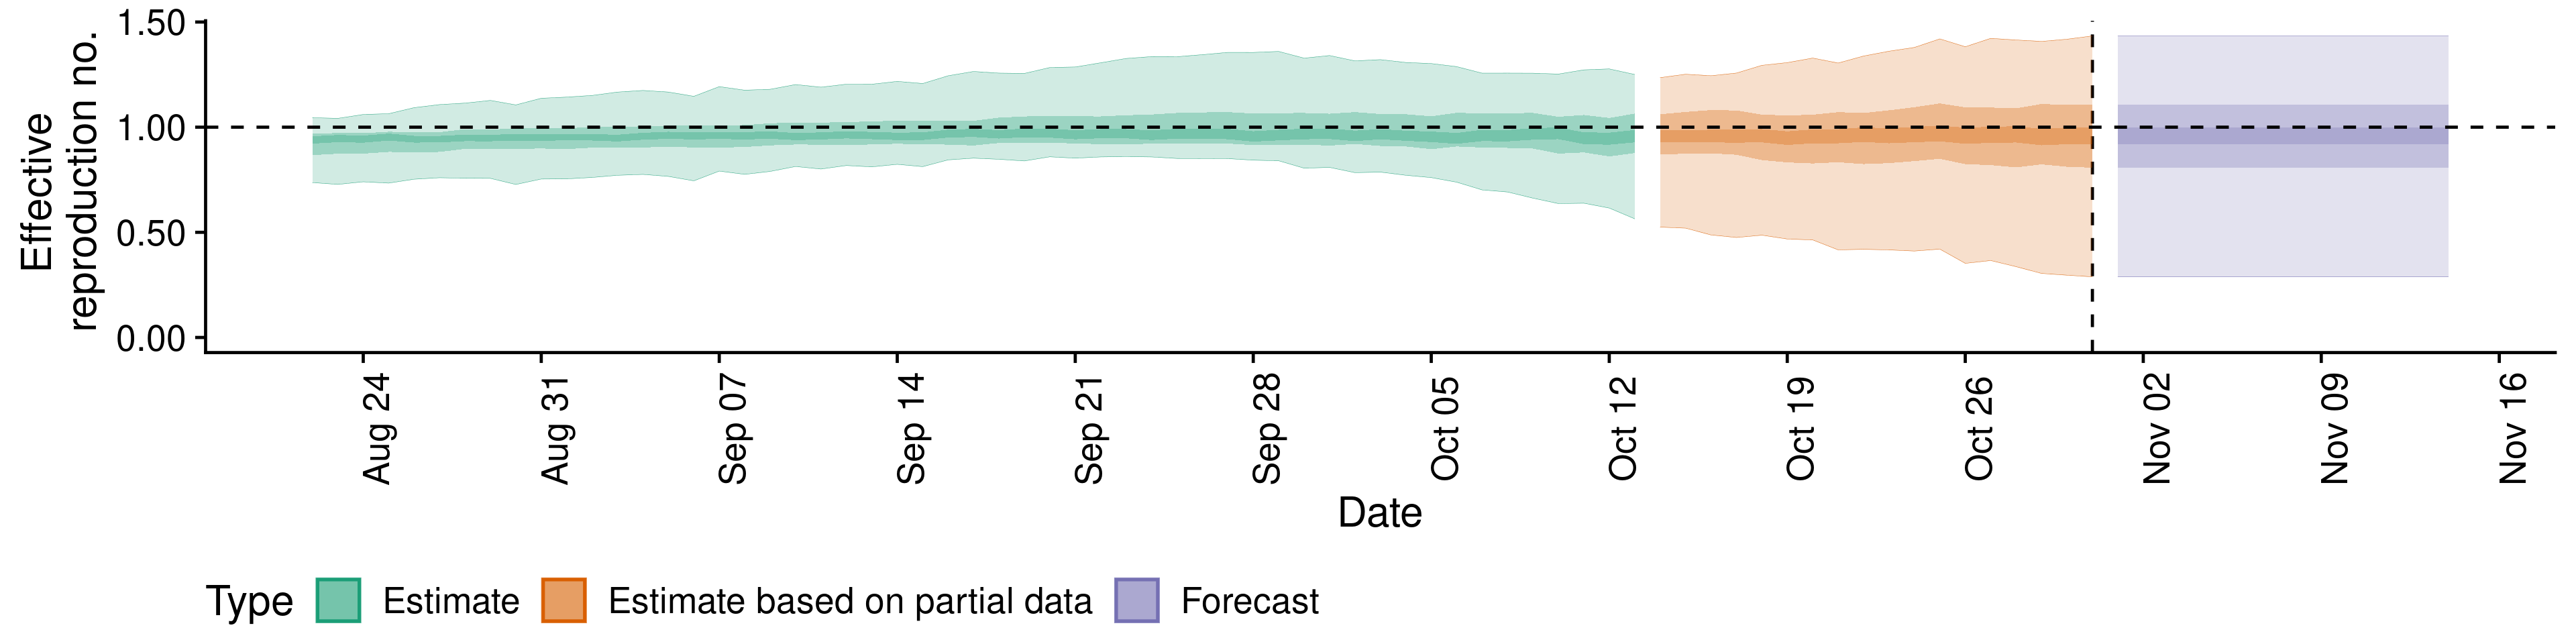 Effective
reproduction no.
1.50
1.00
0.50
0.00
Aug 24
Aug 31
Sep 07
Sep 14
Sep 21
Sep 28
Oct 05
Oct 12
Oct 19
Oct 26
Nov 02
Nov 09
Nov 16
Date
Type Estimate Estimate based on partial data Forecast